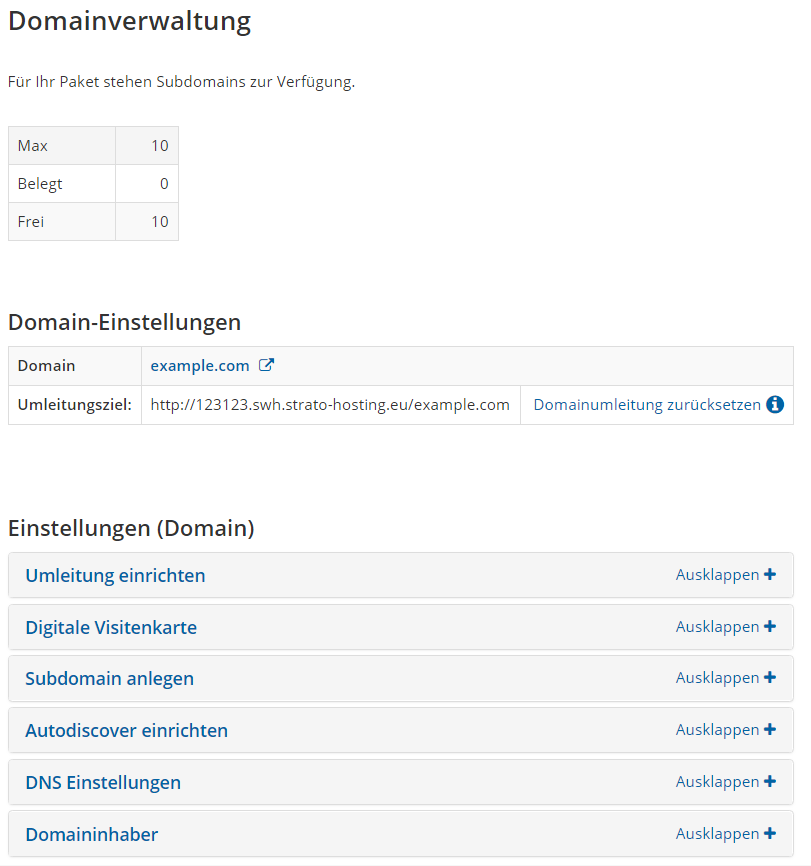 Domainverwaltung
Für Ihr Paket stehen Subdomains zur Verfügung.
Max 10
Belegt 0
Frei 10
Domain-Einstellungen
Domain example.com
Umleitungsziel: http://123123.swh.strato-hosting.eu/example.com Domainumleitung zurücksetzen
Einstellungen (Domain)
Umleitung einrichten Ausklappen
Digitale Visitenkarte Ausklappen
Subdomain anlegen Ausklappen
Autodiscover einrichten Ausklappen
DNS Einstellungen Ausklappen
Domaininhaber Ausklappen